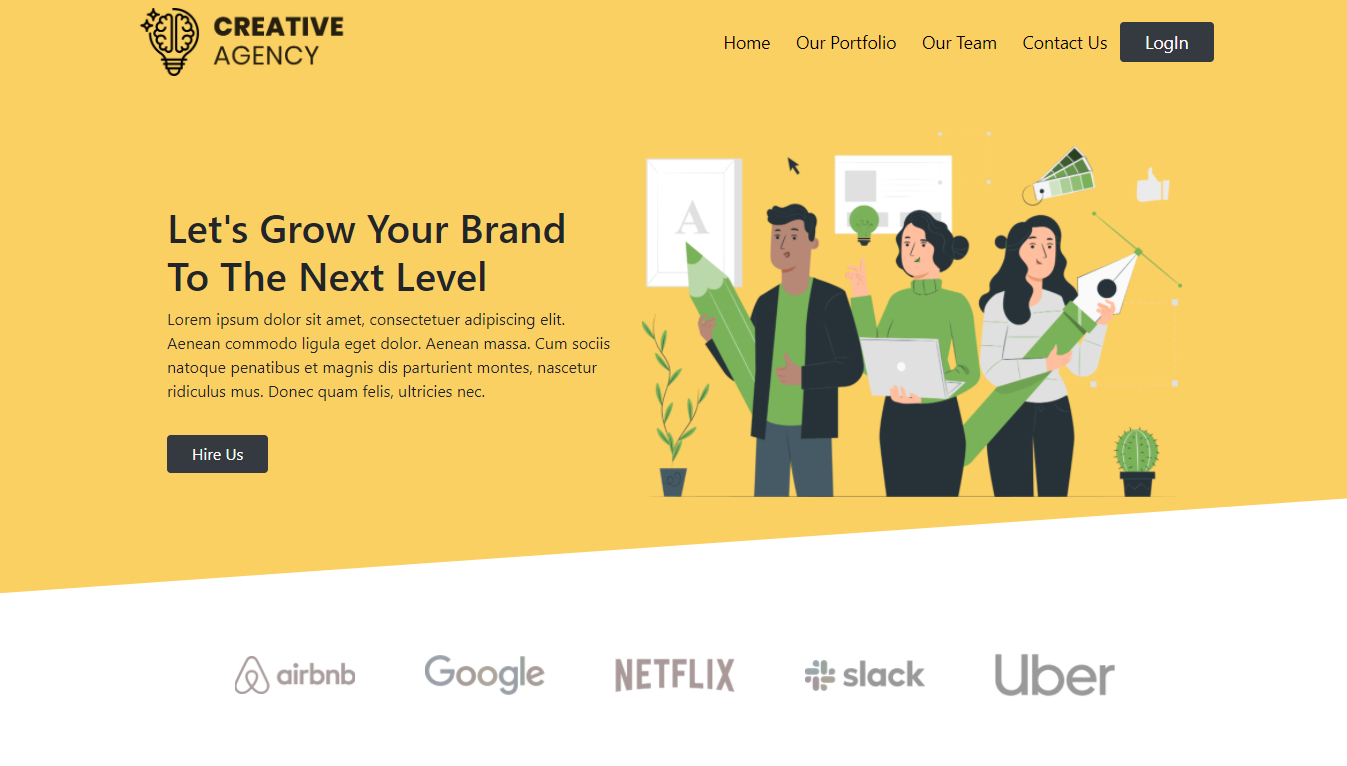 CREATIVE
AGENCY
Home Our Portfolio Our Team Contact Us LogIn
A
Let's Grow Your Brand
To The Next Level
Lorem ipsum dolor sit amet, consectetuer adipiscing elit.
Aenean commodo ligula eget dolor. Aenean massa. Cum sociis
natoque penatibus et magnis dis parturient montes, nascetur
ridiculus mus. Donec quam felis, ultricies nec.
Hire Us
airbnb Google NETFLIX slack Uber